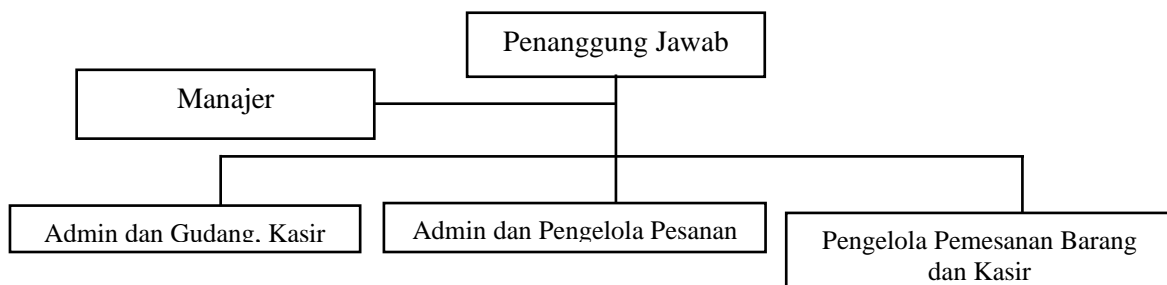 Penanggung Jawab
Manajer
Admin dan Gudang, Kasir
Admin dan Pengelola Pesanan
Pengelola Pemesanan Barang
dan Kasir